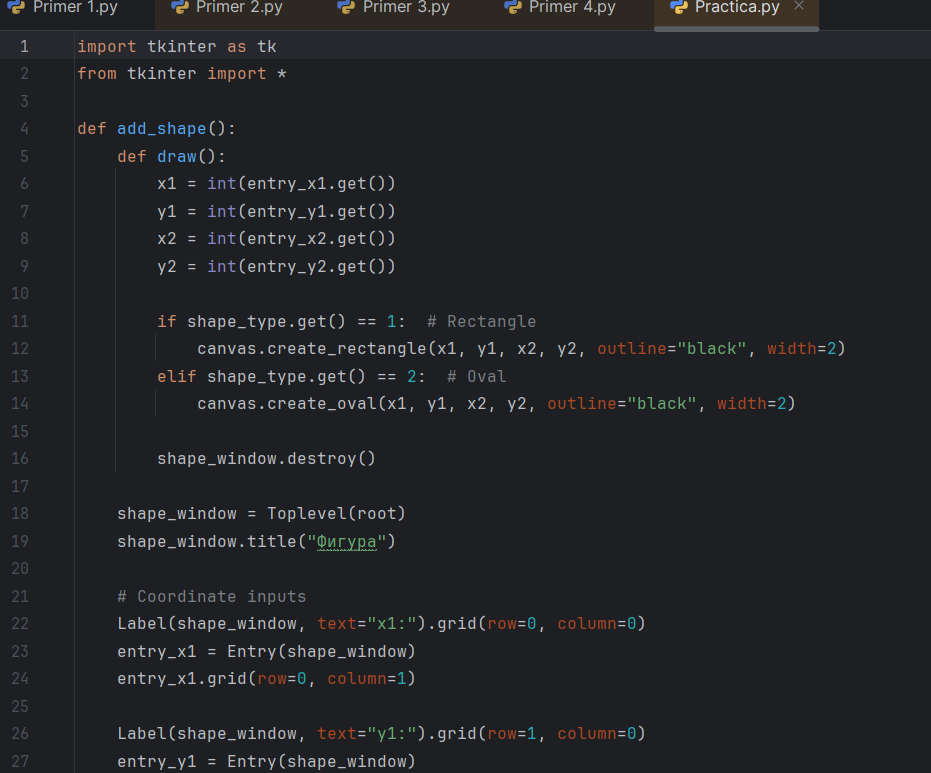 Primer 1.py Primer 2.py Primer 3.py Primer 4.py Practica.py ×
1 import tkinter as tk
2 from tkinter import *
3
4 def add_shape():
5     def draw():
6         x1 = int(entry_x1.get())
7         y1 = int(entry_y1.get())
8         x2 = int(entry_x2.get())
9         y2 = int(entry_y2.get())
10
11         if shape_type.get() == 1:  # Rectangle
12             canvas.create_rectangle(x1, y1, x2, y2, outline="black", width=2)
13         elif shape_type.get() == 2:  # Oval
14             canvas.create_oval(x1, y1, x2, y2, outline="black", width=2)
15
16         shape_window.destroy()
17
18     shape_window = Toplevel(root)
19     shape_window.title("Фигура")
20
21     # Coordinate inputs
22     Label(shape_window, text="x1:").grid(row=0, column=0)
23     entry_x1 = Entry(shape_window)
24     entry_x1.grid(row=0, column=1)
25
26     Label(shape_window, text="y1:").grid(row=1, column=0)
27     entry_y1 = Entry(shape_window)